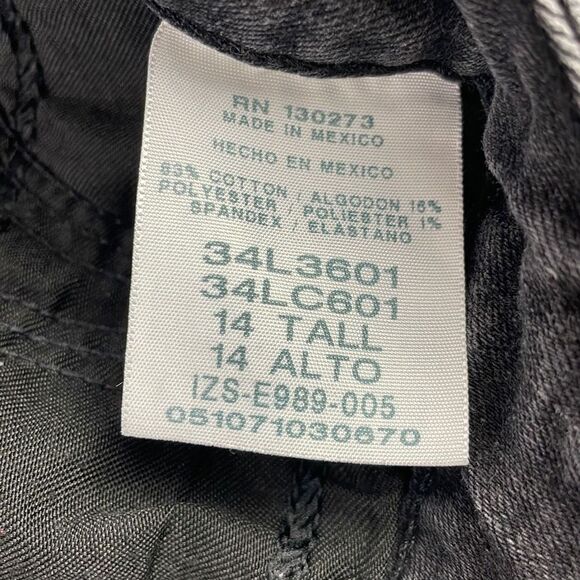 RN 130273
MADE IN MEXICO
HECHO EN MEXICO
83% COTTON / ALGODON 16%
POLYESTER / POLIESTER 1%
SPANDEX / ELASTANO
34L3601
34LC601
14 TALL
14 ALTO
IZS-E989-005
051071030670